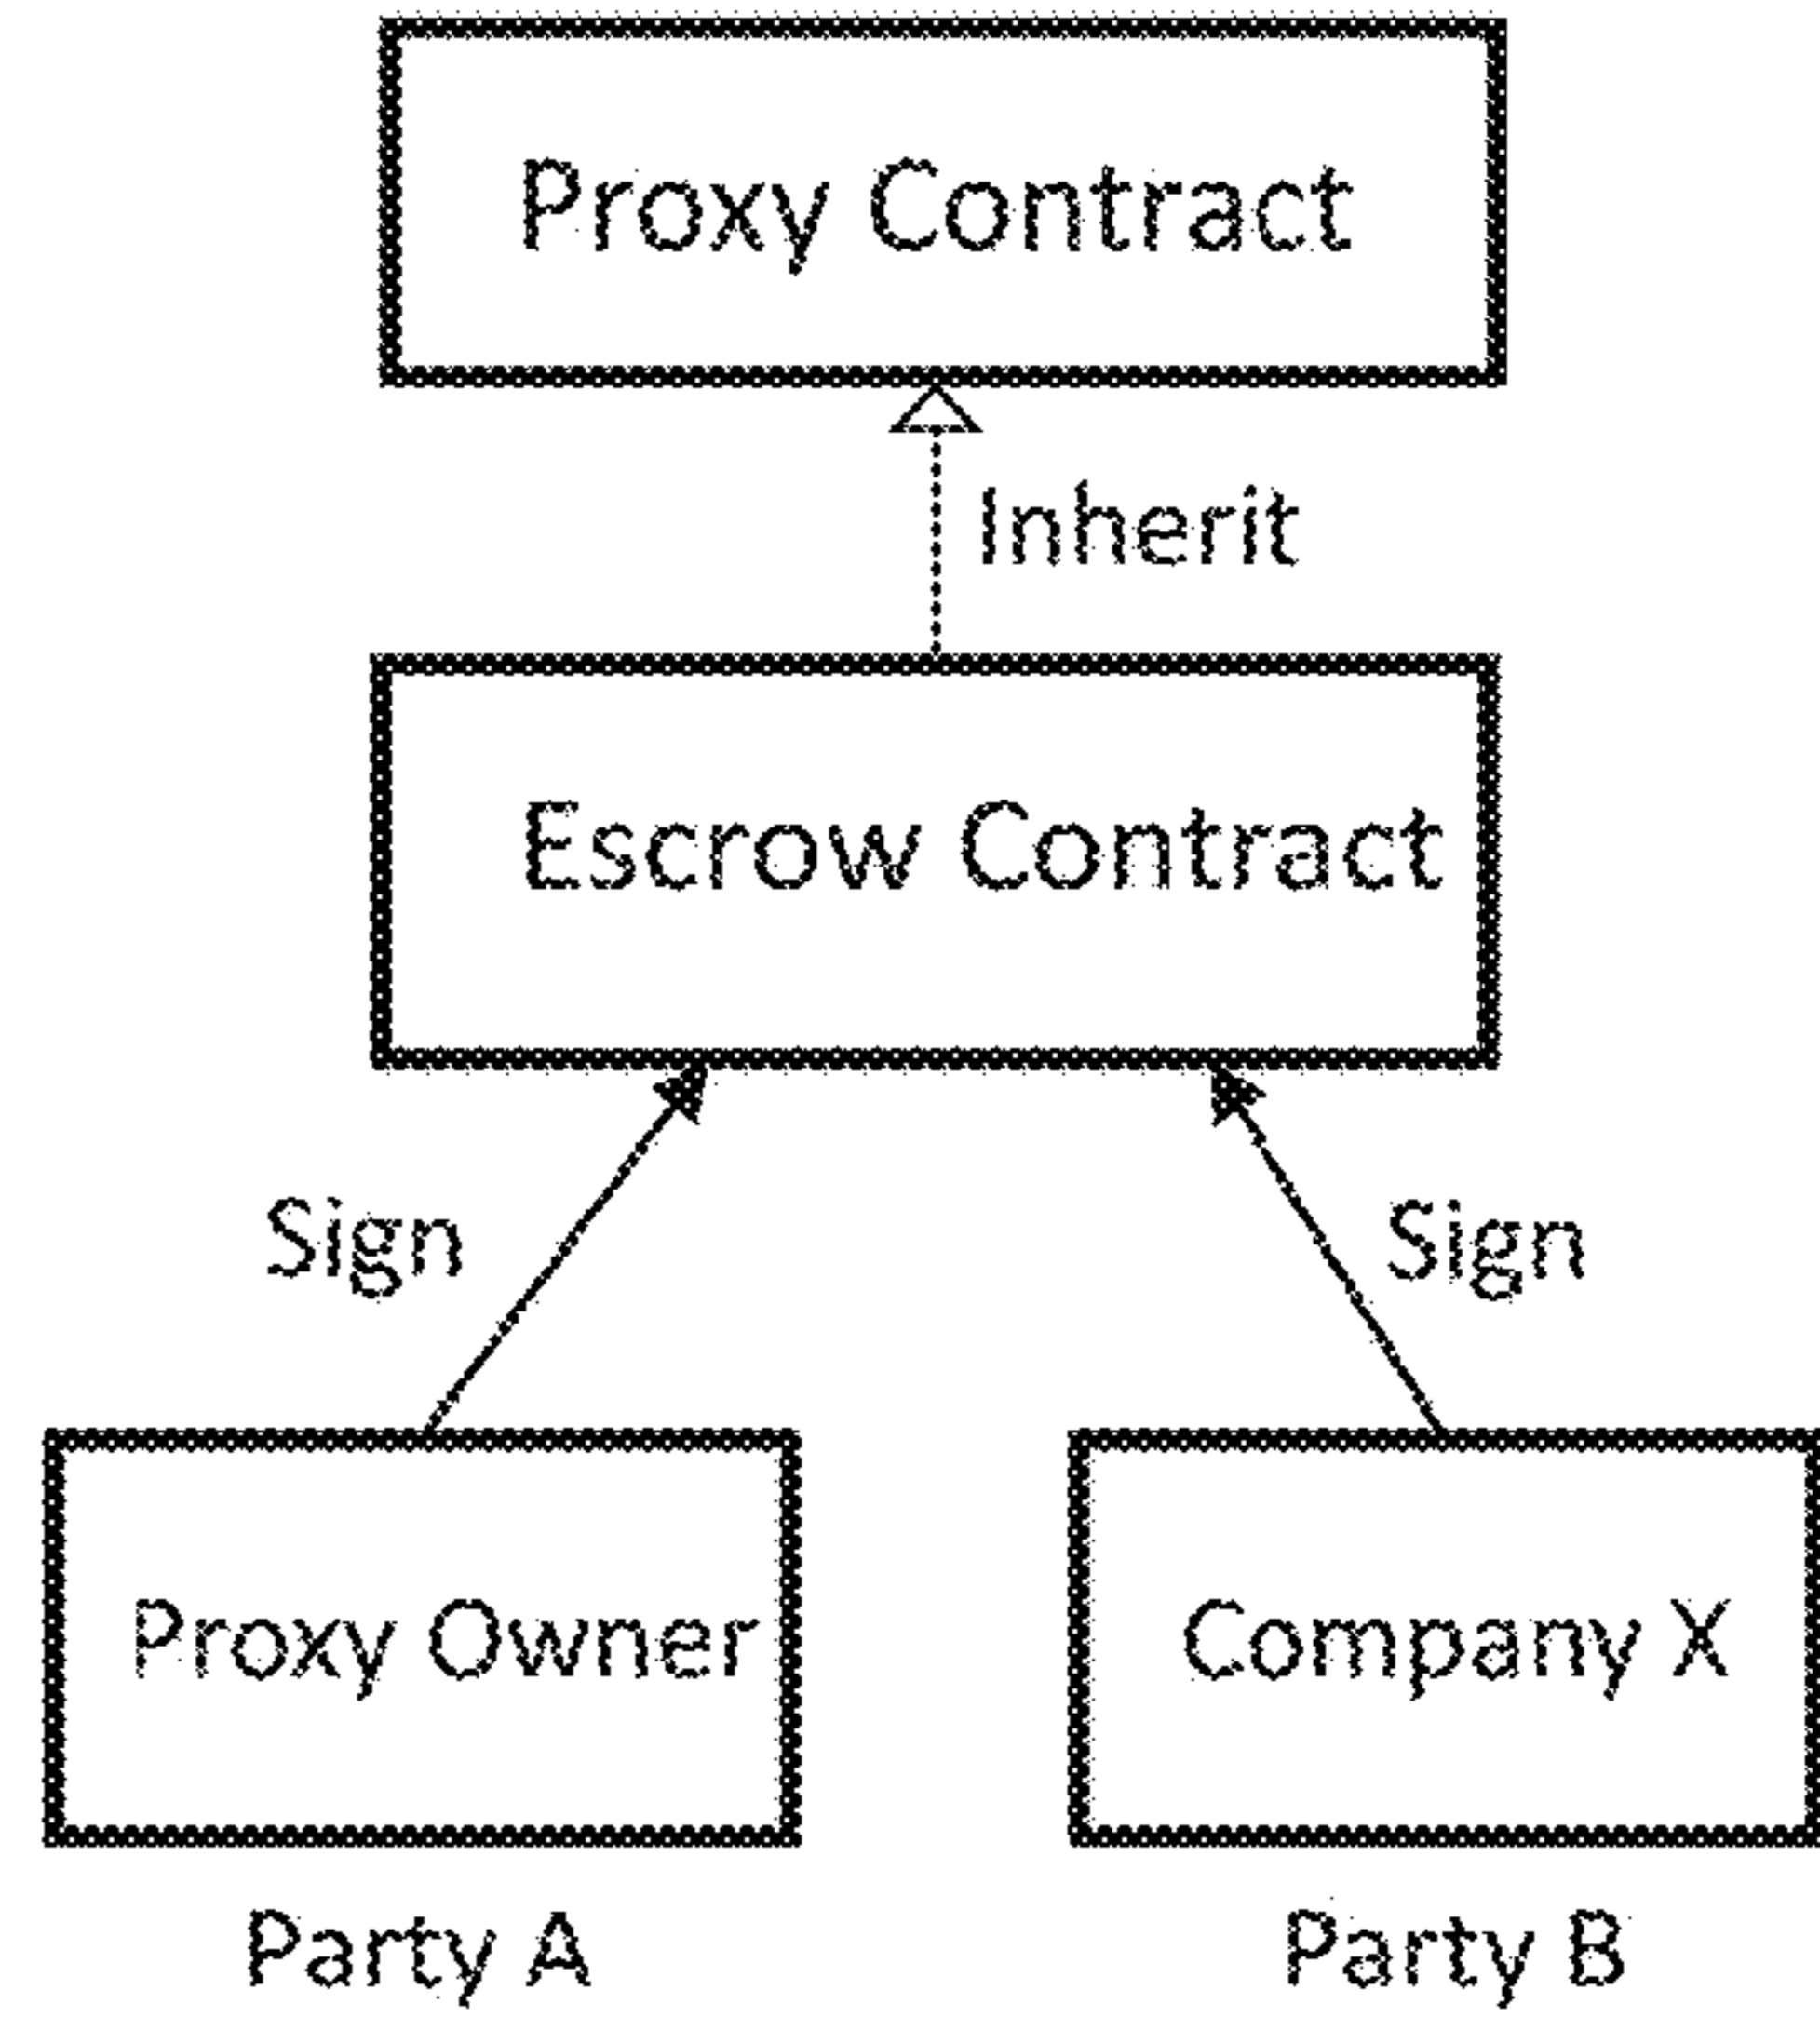 Proxy Contract
Inherit
Escrow Contract
Sign
Sign
Proxy Owner
Company X
Party A
Party B